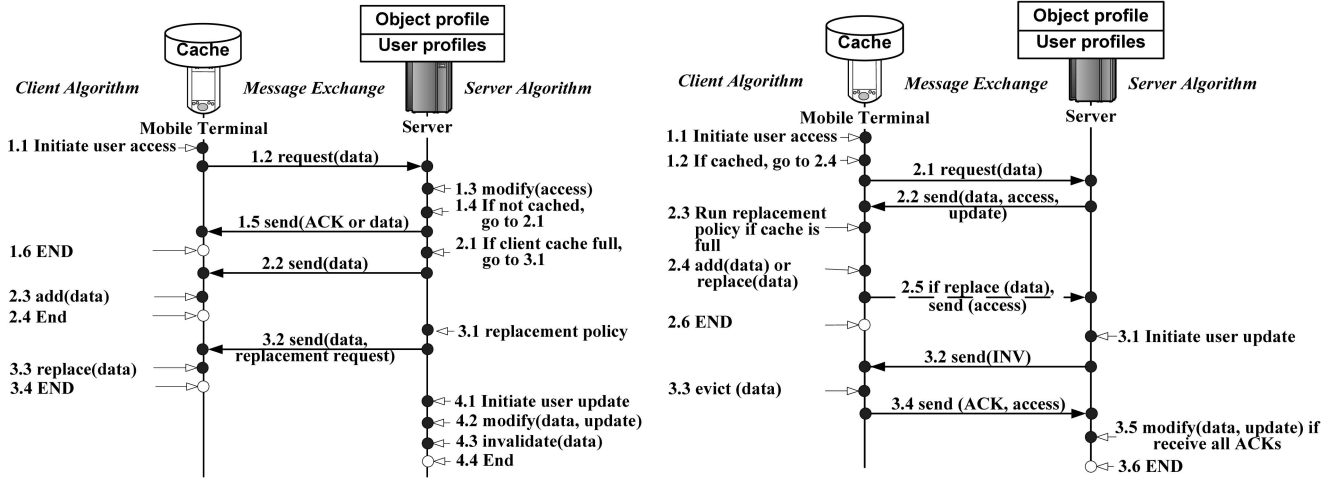 Object profile
User profiles
Cache
Client Algorithm
Message Exchange
Server Algorithm
Mobile Terminal
Server
1.1 Initiate user access
1.2 request(data)
1.3 modify(access)
1.4 If not cached,
go to 2.1
1.5 send(ACK or data)
1.6 END
2.1 If client cache full,
go to 3.1
2.2 send(data)
2.3 add(data)
2.4 End
3.1 replacement policy
3.2 send(data,
replacement request)
3.3 replace(data)
3.4 END
4.1 Initiate user update
4.2 modify(data, update)
4.3 invalidate(data)
4.4 End
Object profile
User profiles
Cache
Client Algorithm
Message Exchange
Server Algorithm
Mobile Terminal
Server
1.1 Initiate user access
1.2 If cached, go to 2.4
2.1 request(data)
2.2 send(data, access,
update)
2.3 Run replacement
policy if cache is
full
2.4 add(data) or
replace(data)
2.5 if replace (data),
send (access)
2.6 END
3.1 Initiate user update
3.2 send(INV)
3.3 evict (data)
3.4 send (ACK, access)
3.5 modify(data, update) if
receive all ACKs
3.6 END